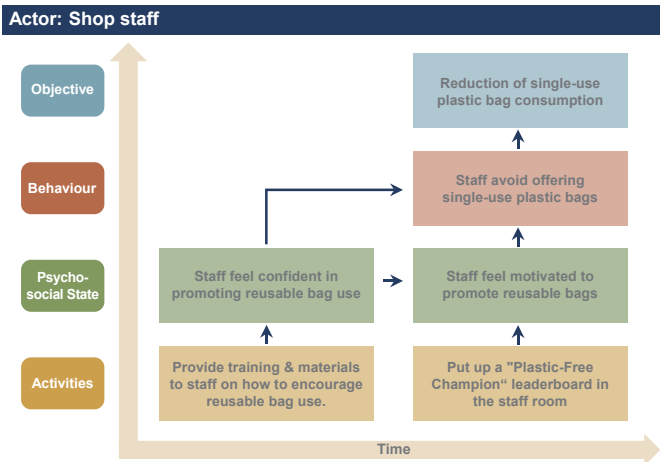 Actor: Shop staff
Objective
Reduction of single-use
plastic bag consumption
Behaviour
Staff avoid offering
single-use plastic bags
Psycho-
social State
Staff feel confident in
promoting reusable bag use
Staff feel motivated to
promote reusable bags
Activities
Provide training & materials
to staff on how to encourage
reusable bag use.
Put up a "Plastic-Free
Champion“ leaderboard in
the staff room
Time